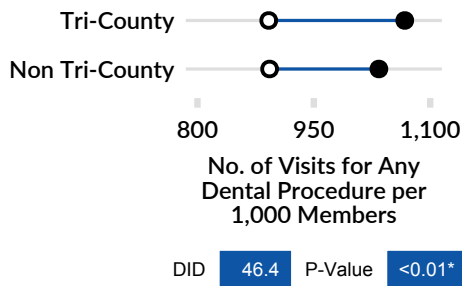 Tri-County
Non Tri-County
800 950 1,100
No. of Visits for Any
Dental Procedure per
1,000 Members
DID 46.4 P-Value <0.01*